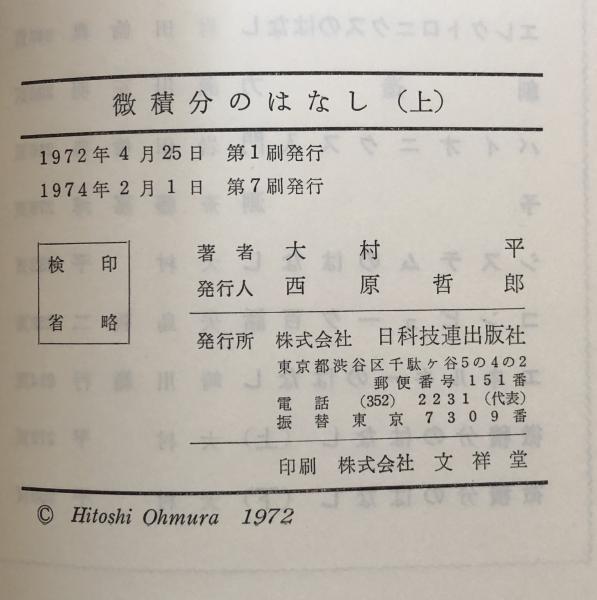 微積分のはなし（上）
1972年4月25日 第1刷発行
1974年2月1日 第7刷発行
検印
省略
著者 大村平
発行人 西原哲郎
発行所 株式会社 日科技連出版社
東京都渋谷区千駄ケ谷5の4の2
郵便番号151番
電話 (352) 2231（代表）
振替 東京 7309番
印刷 株式会社 文祥堂
© Hitoshi Ohmura 1972